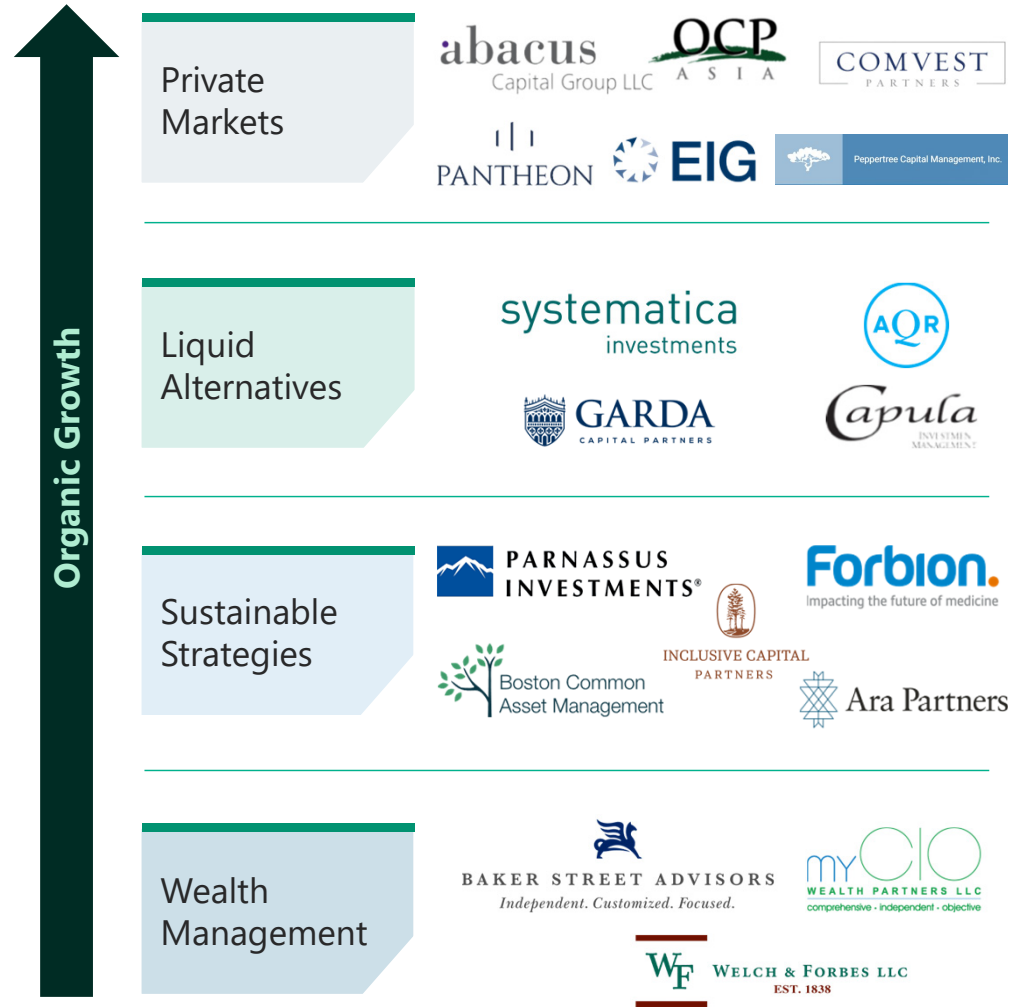 Organic Growth
Private
Markets
abacus
Capital Group LLC
OCP
ASIA
COMVEST
PARTNERS
PANTHEON
EIG
Peppertree Capital Management, Inc.
Liquid
Alternatives
systematica
investments
AQR
GARDA
CAPITAL PARTNERS
Capula
INVESTMEN
MANAGEMENT
Sustainable
Strategies
PARNASSUS
INVESTMENTS®
Forbion.
Impacting the future of medicine
INCLUSIVE CAPITAL
PARTNERS
Boston Common
Asset Management
Ara Partners
Wealth
Management
BAKER STREET ADVISORS
Independent. Customized. Focused.
myCIO
WEALTH PARTNERS LLC
comprehensive - independent - objective
WF
WELCH & FORBES LLC
EST. 1838